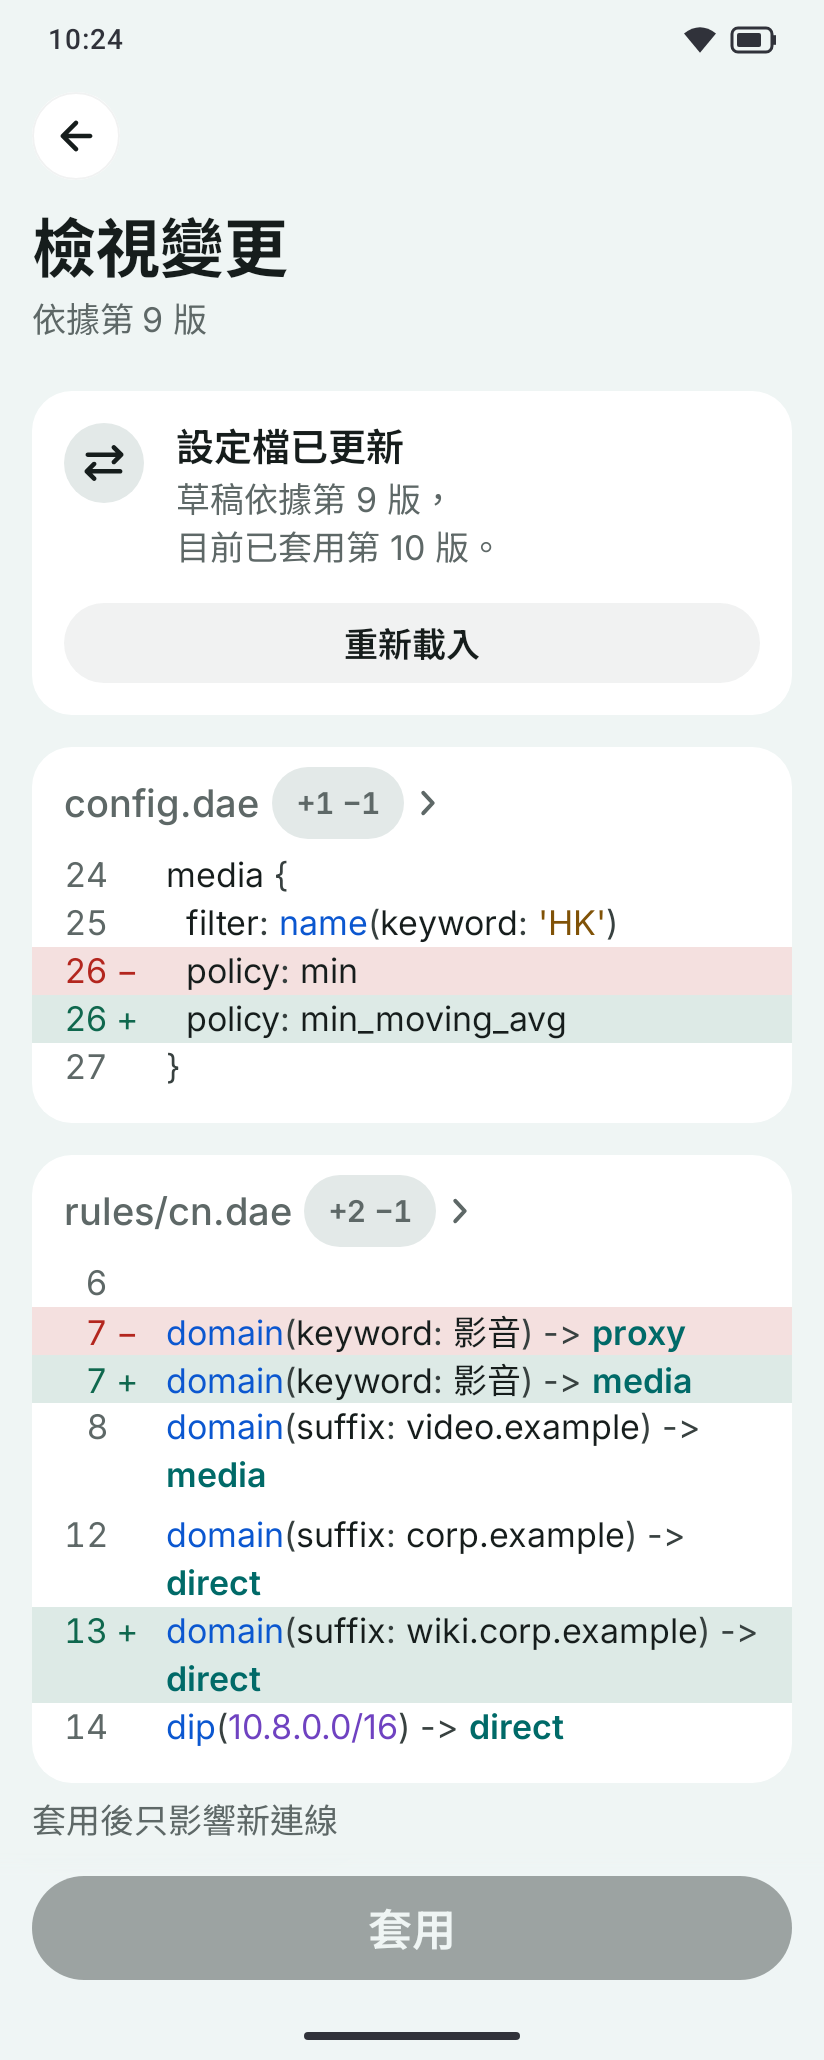 10:24
檢視變更
依據第 9 版
設定檔已更新
草稿依據第 9 版，
目前已套用第 10 版。
重新載入
config.dae +1 −1
24 media {
25 filter: name(keyword: 'HK')
26 − policy: min
26 + policy: min_moving_avg
27 }
rules/cn.dae +2 −1
6
7 − domain(keyword: 影音) -> proxy
7 + domain(keyword: 影音) -> media
8 domain(suffix: video.example) ->
media
12 domain(suffix: corp.example) ->
direct
13 + domain(suffix: wiki.corp.example) ->
direct
14 dip(10.8.0.0/16) -> direct
套用後只影響新連線
套用